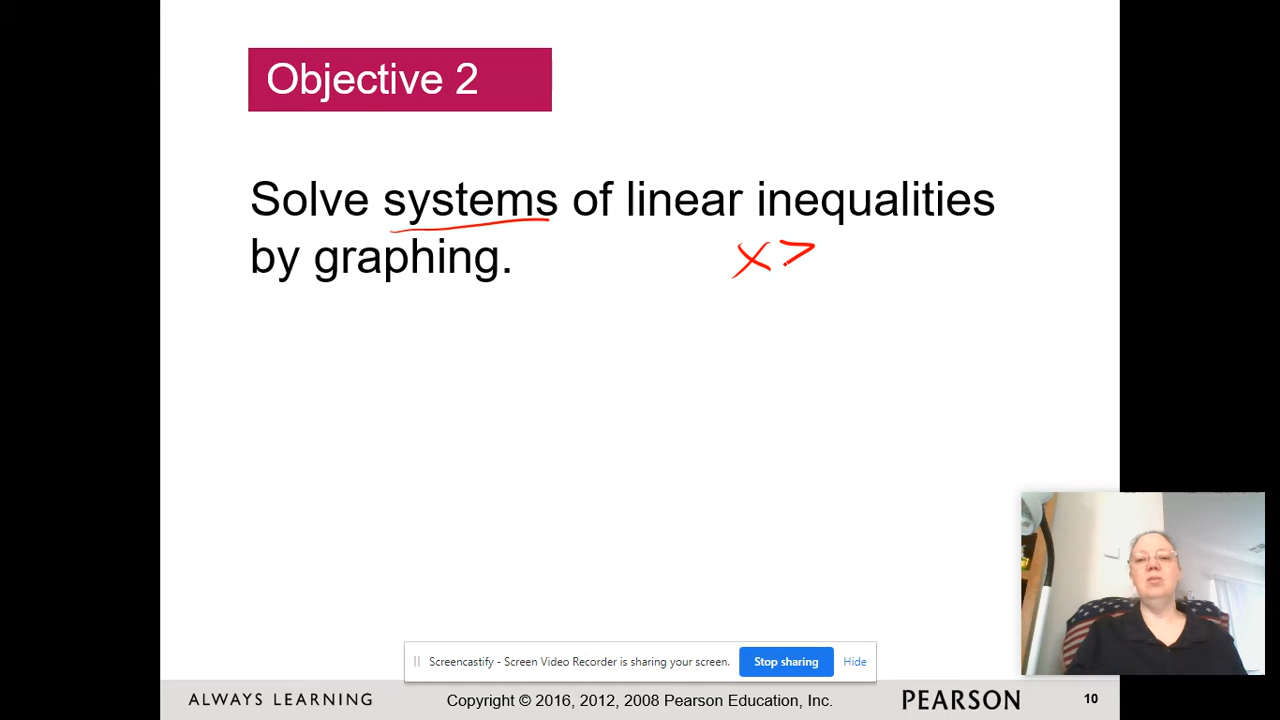 Objective 2
Solve systems of linear inequalities
by graphing.
x >
Screencastify - Screen Video Recorder is sharing your screen.
Stop sharing
Hide
ALWAYS LEARNING
Copyright © 2016, 2012, 2008 Pearson Education, Inc.
PEARSON
10